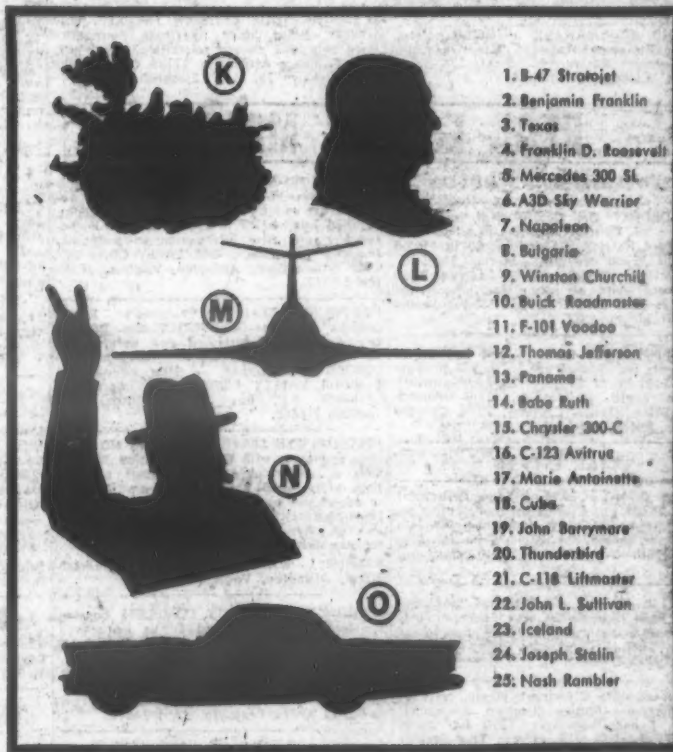 K
L
M
N
O
1. B-47 Stratojet
2. Benjamin Franklin
3. Texas
4. Franklin D. Roosevelt
5. Mercedes 300 SL
6. A3D Sky Warrior
7. Napoleon
8. Bulgaria
9. Winston Churchill
10. Buick Roadmaster
11. F-101 Voodoo
12. Thomas Jefferson
13. Panama
14. Babe Ruth
15. Chrysler 300-C
16. C-123 Avitruc
17. Marie Antoinette
18. Cuba
19. John Barrymore
20. Thunderbird
21. C-118 Liftmaster
22. John L. Sullivan
23. Iceland
24. Joseph Stalin
25. Nash Rambler